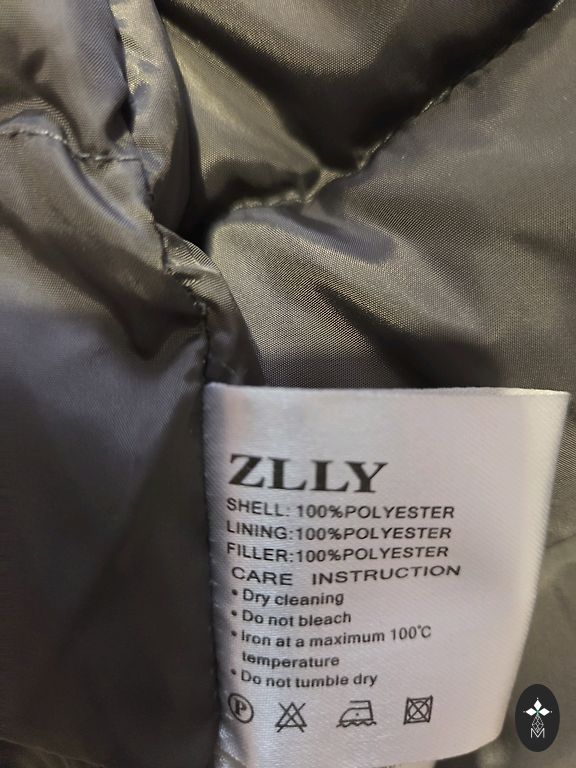 ZLLY
SHELL: 100%POLYESTER
LINING:100%POLYESTER
FILLER:100%POLYESTER
CARE INSTRUCTION
• Dry cleaning
• Do not bleach
• Iron at a maximum 100℃
temperature
• Do not tumble dry
P
M